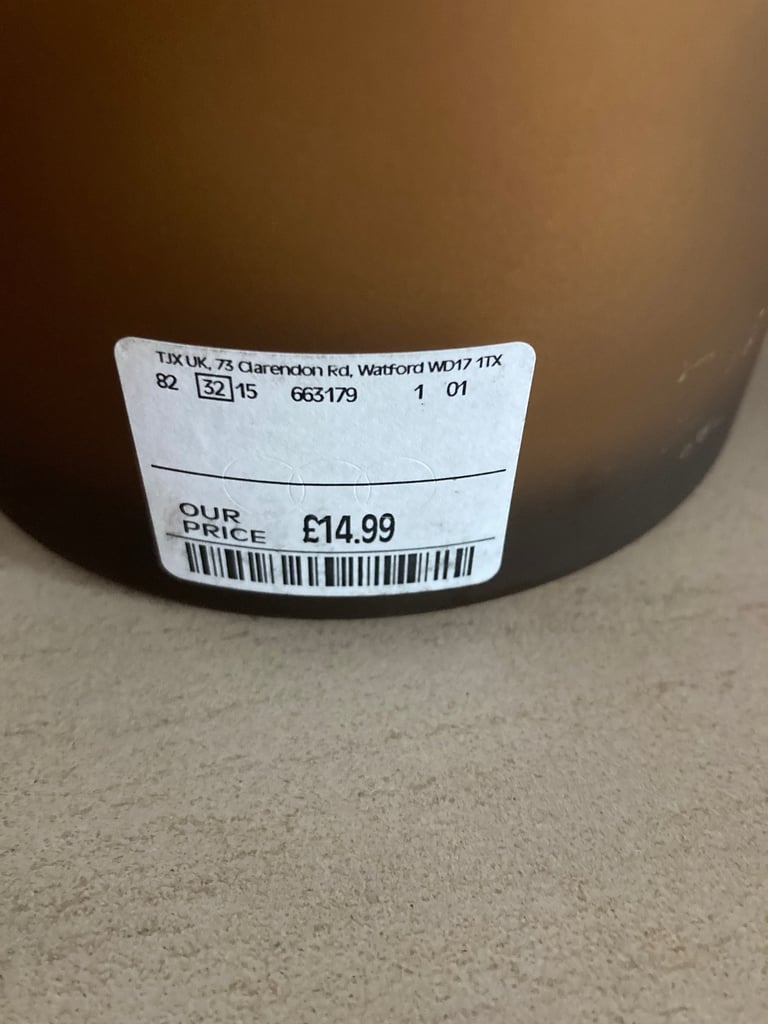 TJX UK, 73 Clarendon Rd, Watford WD17 1TX
82 32 15 663179 1 01
OUR
PRICE £14.99